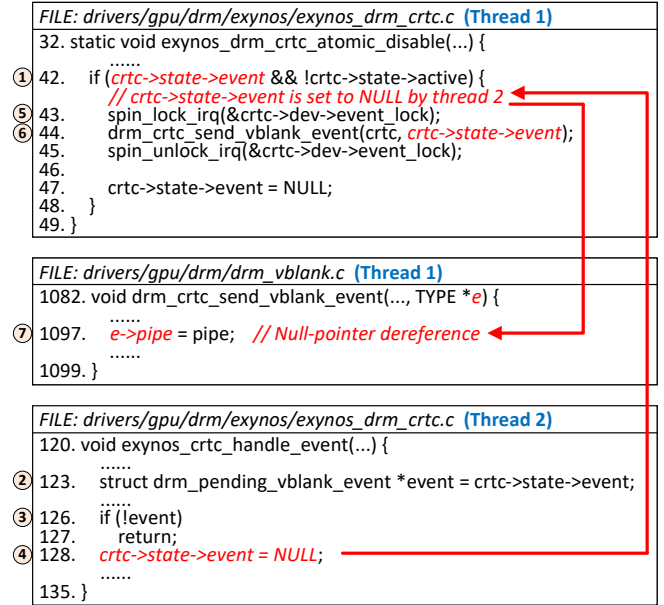 FILE: drivers/gpu/drm/exynos/exynos_drm_crtc.c (Thread 1)
32. static void exynos_drm_crtc_atomic_disable(...) {
......
① 42. if (crtc->state->event && !crtc->state->active) {
// crtc->state->event is set to NULL by thread 2
⑤ 43. spin_lock_irq(&crtc->dev->event_lock);
⑥ 44. drm_crtc_send_vblank_event(crtc, crtc->state->event);
45. spin_unlock_irq(&crtc->dev->event_lock);
46.
47. crtc->state->event = NULL;
48. }
49. }
FILE: drivers/gpu/drm/drm_vblank.c (Thread 1)
1082. void drm_crtc_send_vblank_event(..., TYPE *e) {
......
⑦ 1097. e->pipe = pipe; // Null-pointer dereference
......
1099. }
FILE: drivers/gpu/drm/exynos/exynos_drm_crtc.c (Thread 2)
120. void exynos_crtc_handle_event(...) {
......
② 123. struct drm_pending_vblank_event *event = crtc->state->event;
......
③ 126. if (!event)
127. return;
④ 128. crtc->state->event = NULL;
......
135. }